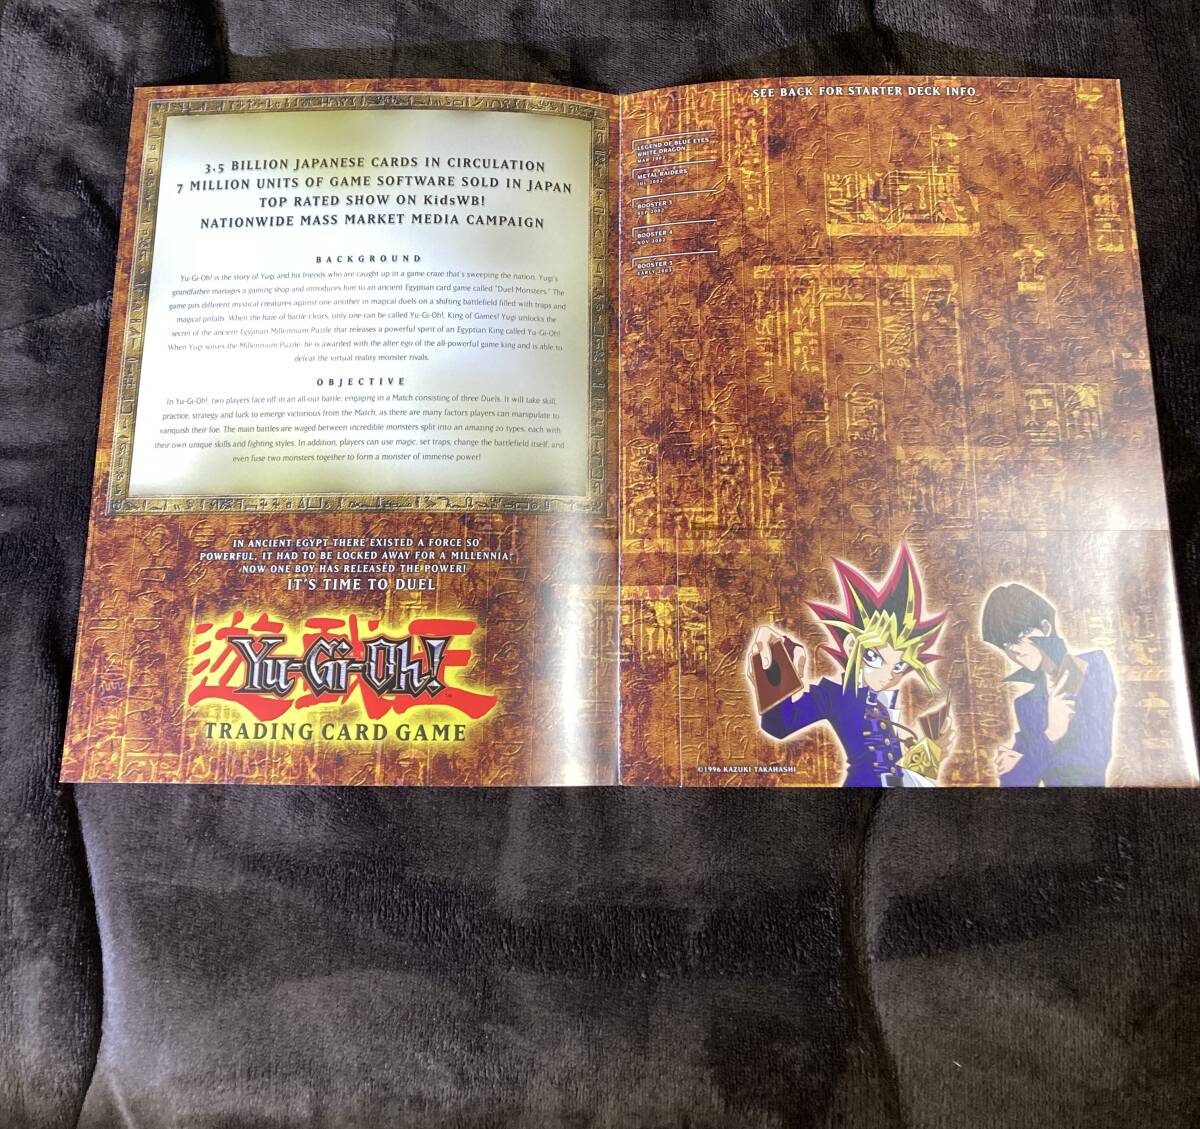 3.5 BILLION JAPANESE CARDS IN CIRCULATION
7 MILLION UNITS OF GAME SOFTWARE SOLD IN JAPAN
TOP RATED SHOW ON KidsWB!
NATIONWIDE MASS MARKET MEDIA CAMPAIGN
BACKGROUND
Yu-Gi-Oh! is the story of Yugi and his friends who are caught up in a game craze that's sweeping the nation. Yugi's
grandfather manages a gaming shop and introduces him to an ancient Egyptian card game called "Duel Monsters." The
game pits different mystical creatures against one another in magical duels on a shifting battlefield filled with traps and
magical pitfalls. When the haze of battle clears, only one can be called Yu-Gi-Oh!, King of Games! Yugi unlocks the
secret of the ancient Egyptian Millennium Puzzle that releases a powerful spirit of an Egyptian King called Yu-Gi-Oh!
When Yugi solves the Millennium Puzzle, he is awarded with the alter ego of the all-powerful game king and is able to
defeat the virtual reality monster rivals.
OBJECTIVE
In Yu-Gi-Oh!, two players face off in an all-out battle, engaging in a Match consisting of three Duels. It will take skill,
practice, strategy and luck to emerge victorious from the Match, as there are many factors players can manipulate to
vanquish their foe. The main battles are waged between incredible monsters split into an amazing 20 types, each with
their own unique skills and fighting styles. In addition, players can use magic, set traps, change the battlefield itself, and
even fuse two monsters together to form a monster of immense power!
IN ANCIENT EGYPT THERE EXISTED A FORCE SO
POWERFUL, IT HAD TO BE LOCKED AWAY FOR A MILLENNIA,
NOW ONE BOY HAS RELEASED THE POWER!
IT'S TIME TO DUEL
遊戯王
Yu-Gi-Oh!
TRADING CARD GAME
SEE BACK FOR STARTER DECK INFO
LEGEND OF BLUE EYES
WHITE DRAGON
MAR 2002
METAL RAIDERS
JUL 2002
BOOSTER 3
SEP 2002
BOOSTER 4
NOV 2002
BOOSTER 5
EARLY 2003
©1996 KAZUKI TAKAHASHI